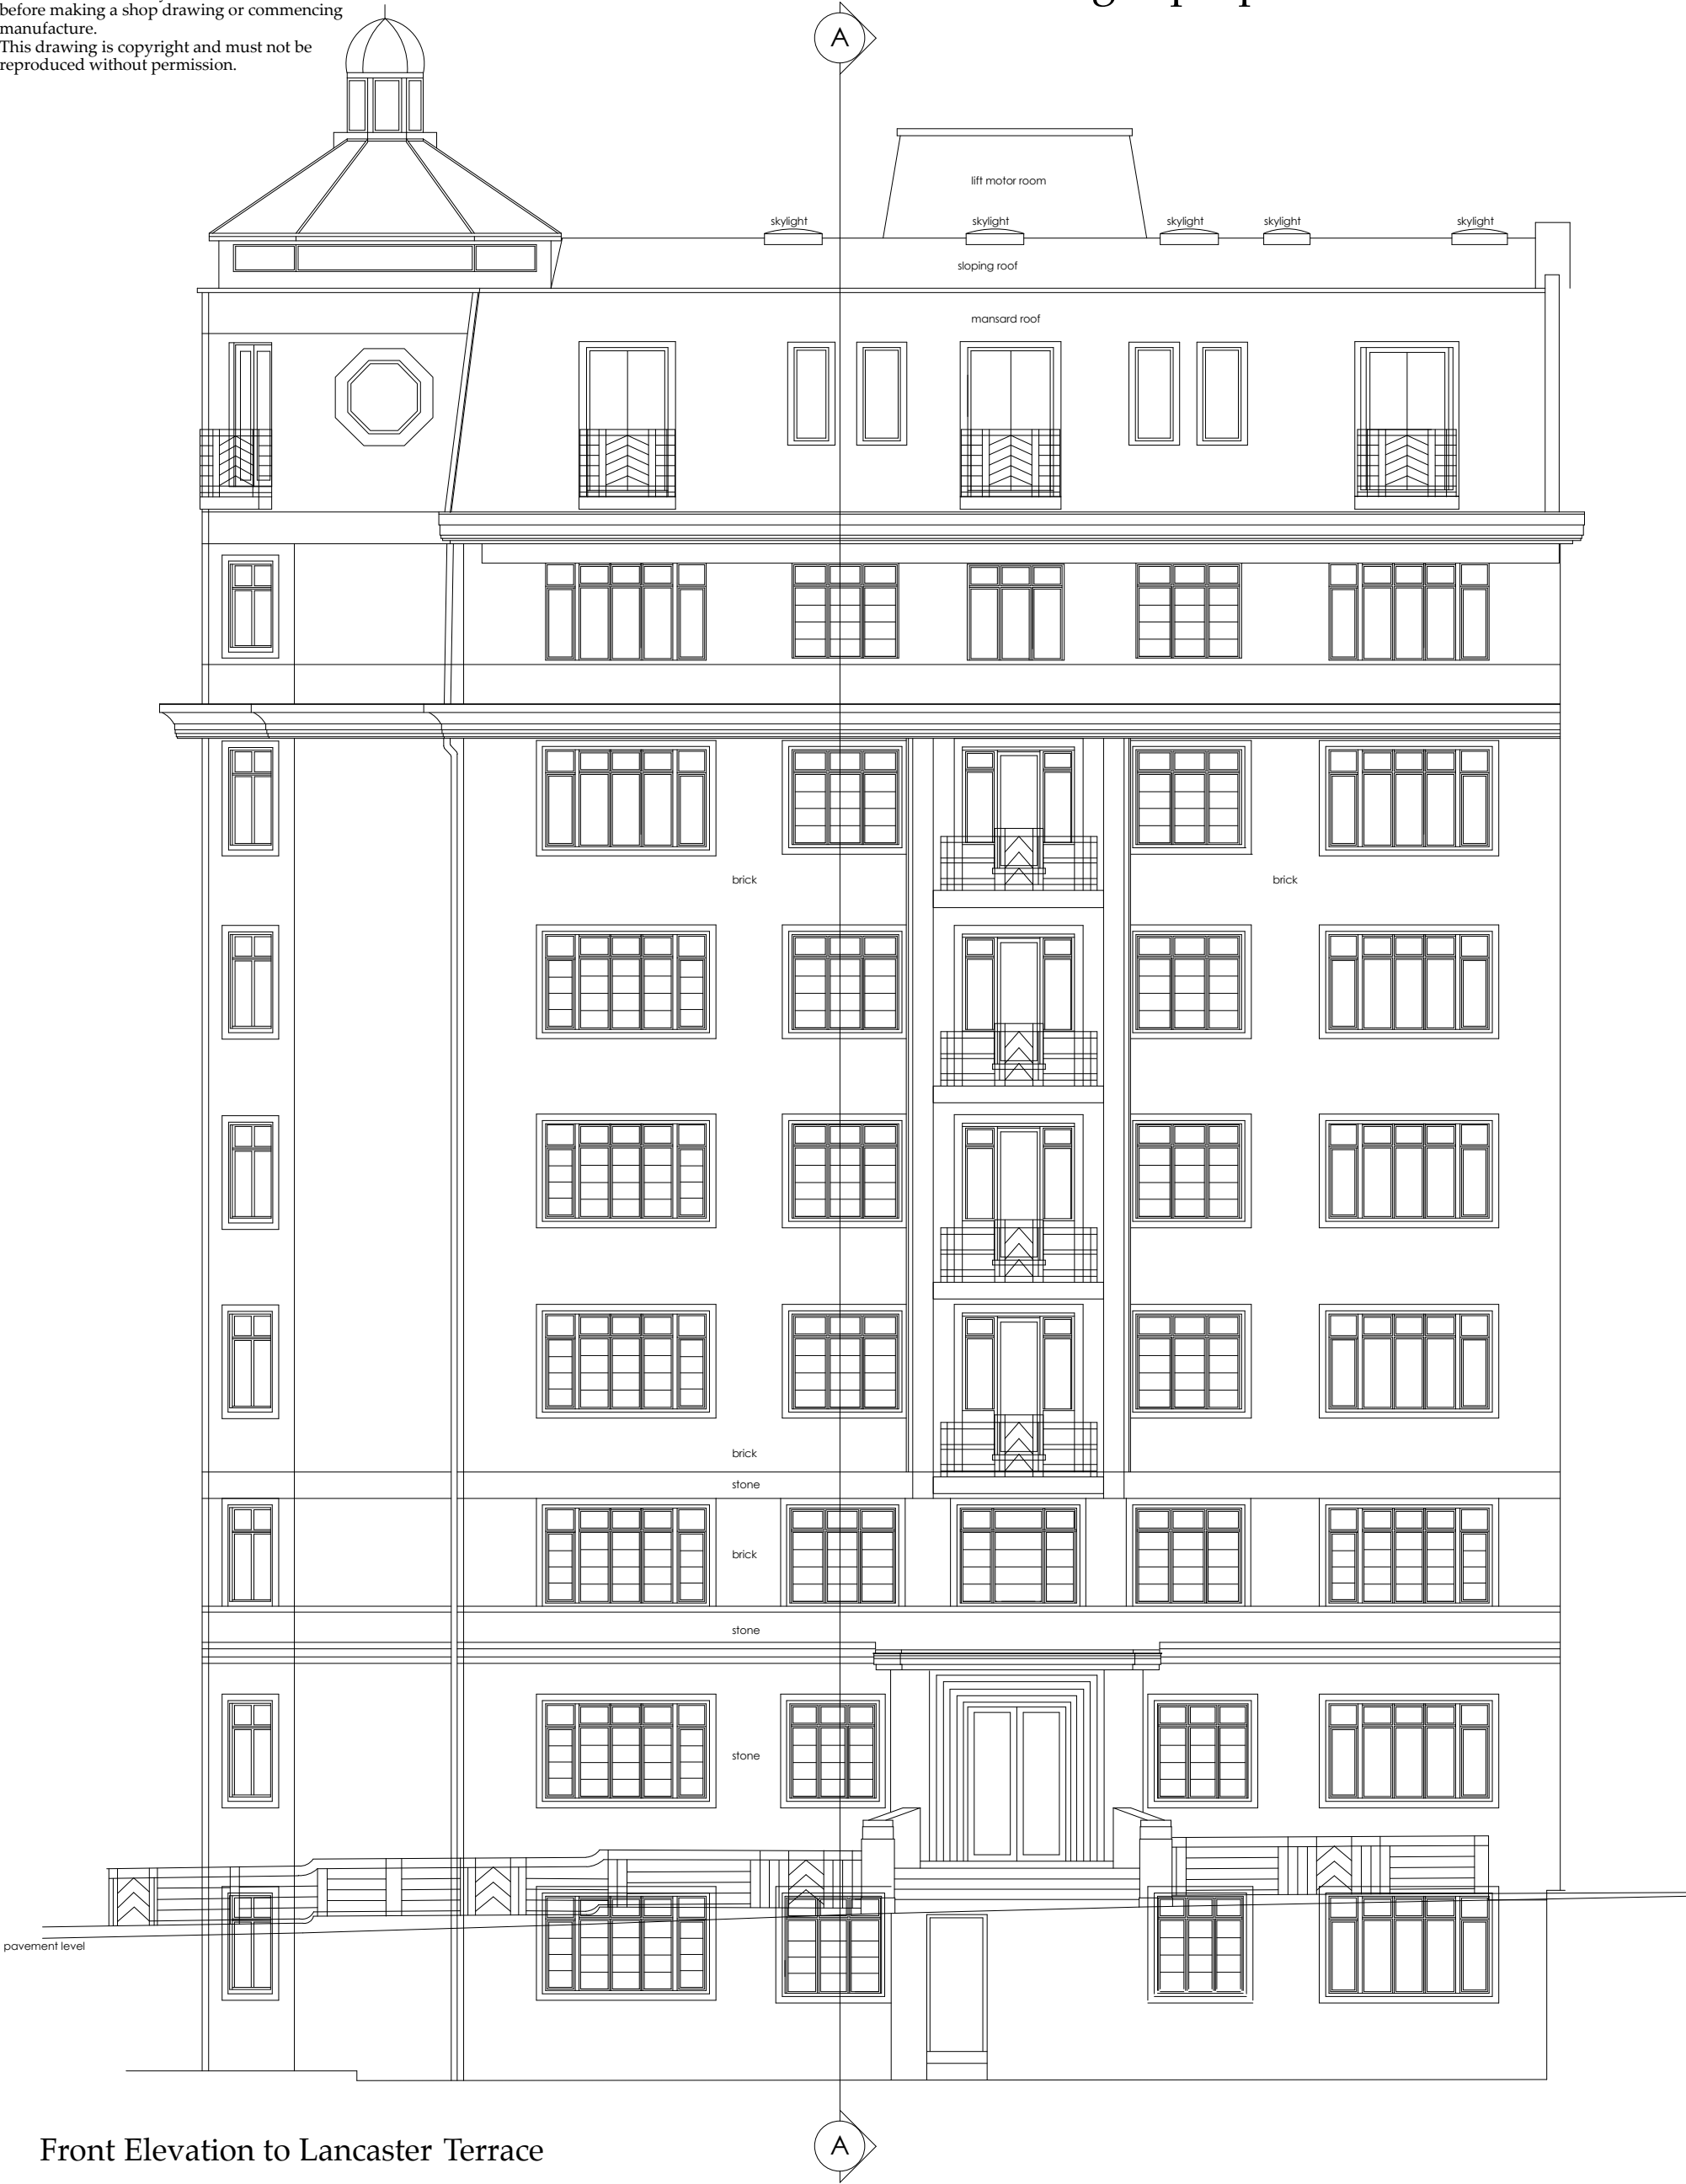 before making a shop drawing or commencing
manufacture.
This drawing is copyright and must not be
reproduced without permission.
A
lift motor room
skylight
skylight
skylight
skylight
skylight
sloping roof
mansard roof
brick
brick
brick
stone
brick
stone
stone
pavement level
Front Elevation to Lancaster Terrace
A